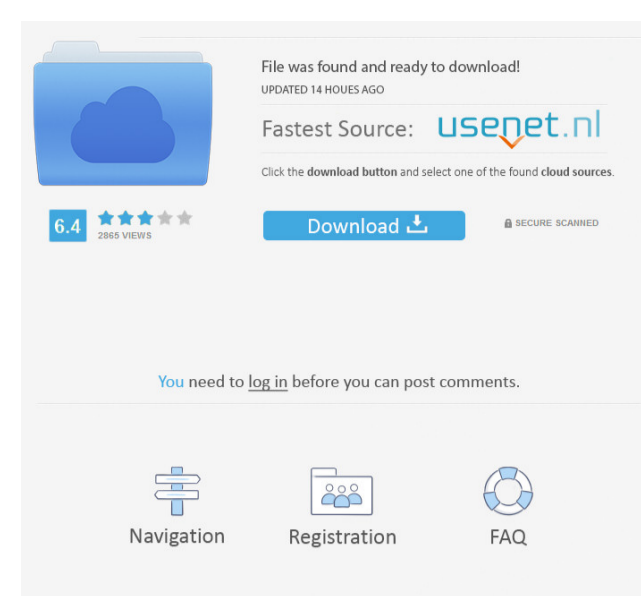 File was found and ready to download!
UPDATED 14 HOUES AGO
Fastest Source: usenet.nl
Click the download button and select one of the found cloud sources.
6.4
2865 VIEWS
Download
SECURE SCANNED
You need to log in before you can post comments.
Navigation
Registration
FAQ